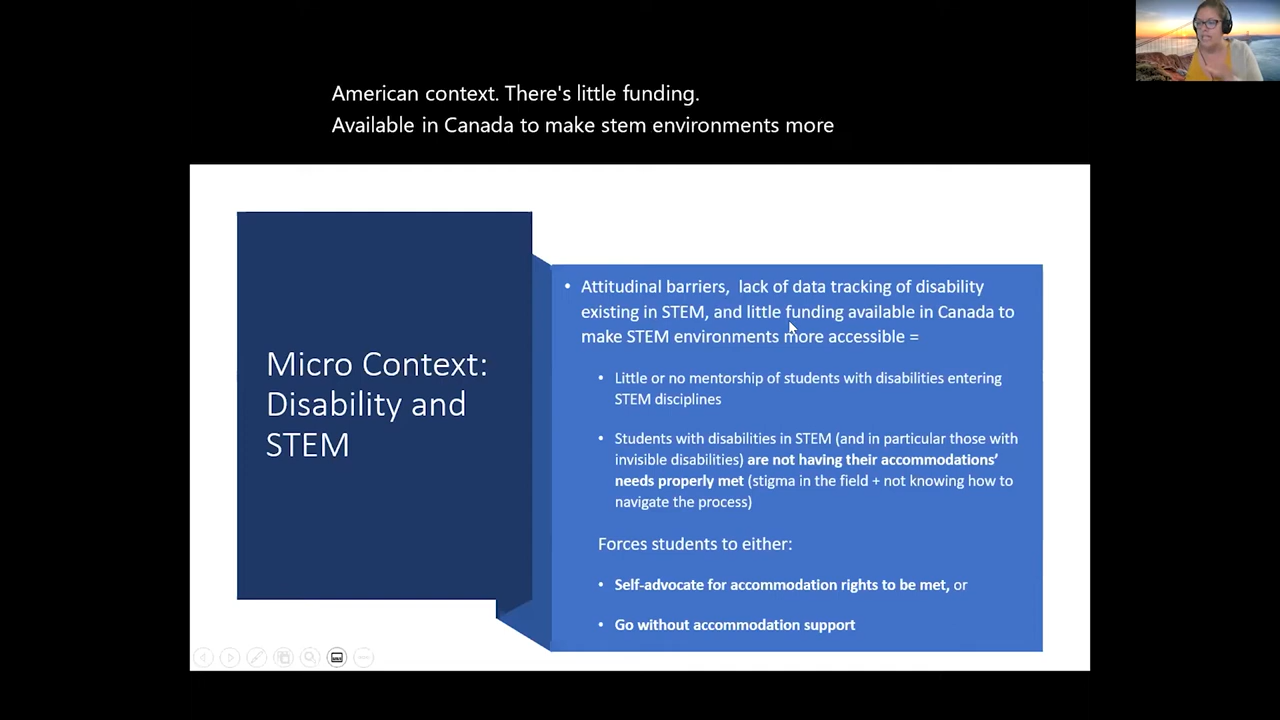 American context. There's little funding.
Available in Canada to make stem environments more
Micro Context:
Disability and
STEM
• Attitudinal barriers,  lack of data tracking of disability
existing in STEM, and little funding available in Canada to
make STEM environments more accessible =
• Little or no mentorship of students with disabilities entering
STEM disciplines
• Students with disabilities in STEM (and in particular those with
invisible disabilities) are not having their accommodations’
needs properly met (stigma in the field + not knowing how to
navigate the process)
Forces students to either:
• Self-advocate for accommodation rights to be met, or
• Go without accommodation support